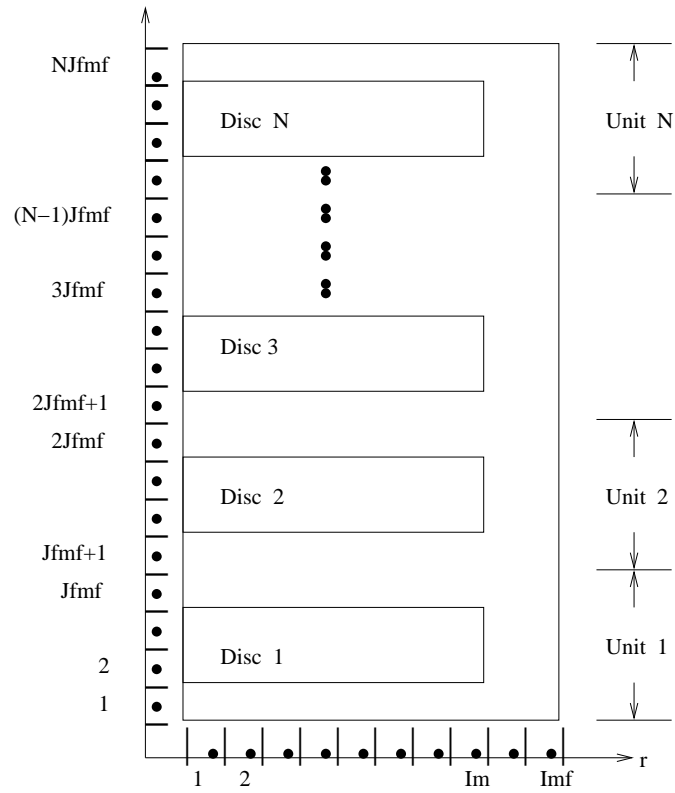 NJfmf
Disc N
Unit N
(N−1)Jfmf
3Jfmf
Disc 3
2Jfmf+1
2Jfmf
Disc 2
Unit 2
Jfmf+1
Jfmf
Disc 1
Unit 1
2
1
r
1 2 Im Imf